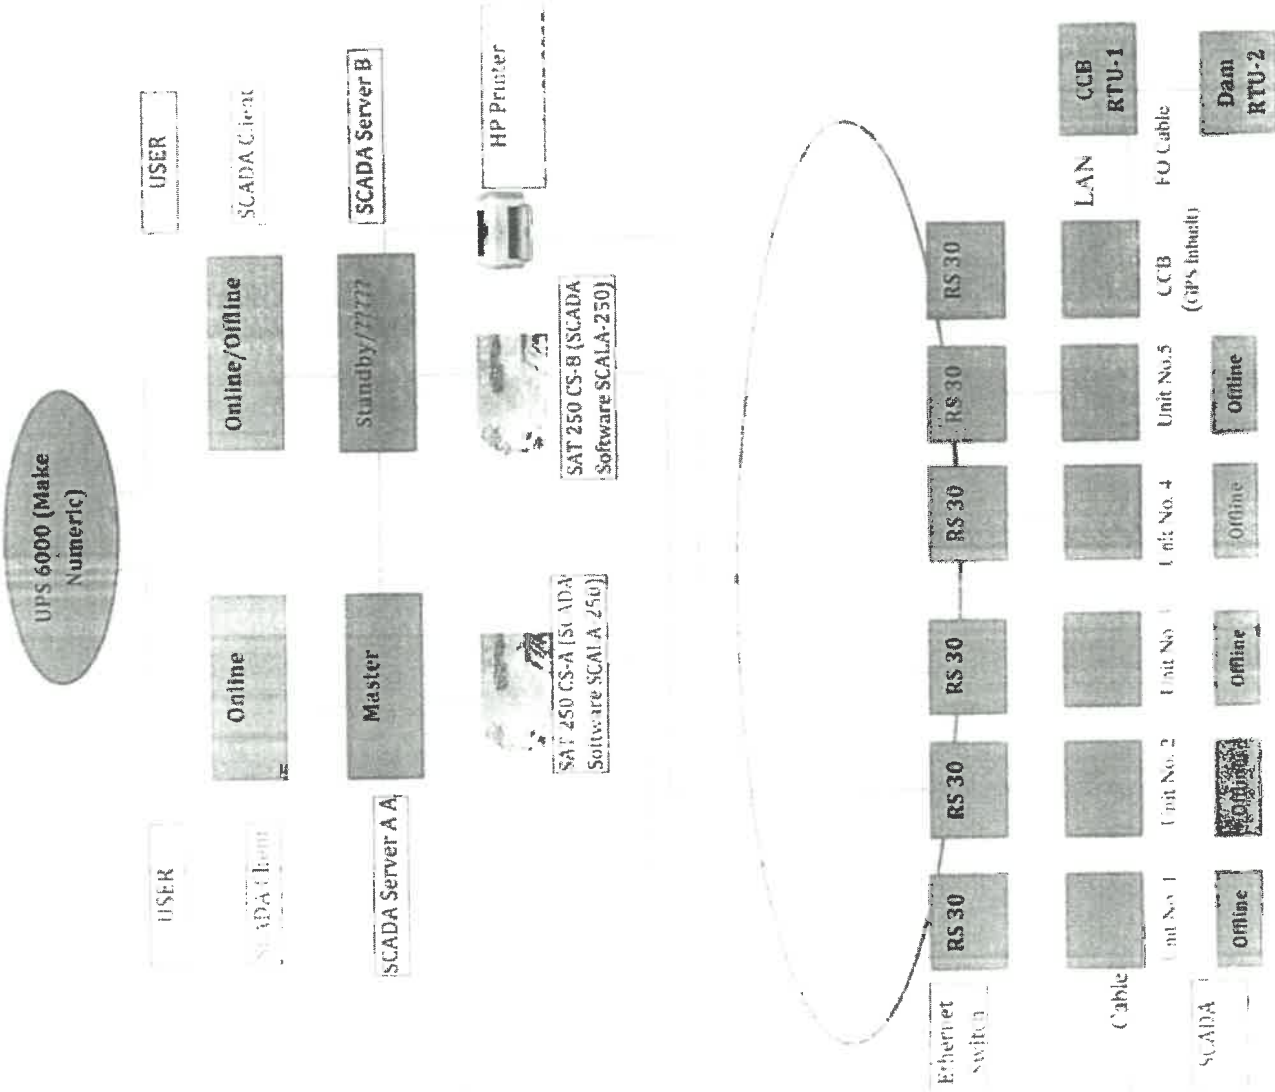 UPS 6000 (Make
Numeric)
USER
USER
SCADA Client
Online
Online/Offline
SCADA Client
SCADA Server A A
Master
Standby/?????
SCADA Server B
SAT 250 CS-A (SCADA
Software SCALA-250)
SAT 250 CS-B (SCADA
Software SCALA-250)
HP Printer
Ethernet
switch
RS 30
RS 30
RS 30
RS 30
RS 30
RS 30
Cable
LAN
CCB
RTU-1
Unit No 1
Unit No. 2
Unit No
Unit No. 4
Unit No.5
CCB
(GPS Inbuilt)
FO Cable
SCADA
Offline
Offline
Offline
Offline
Offline
Dam
RTU-2